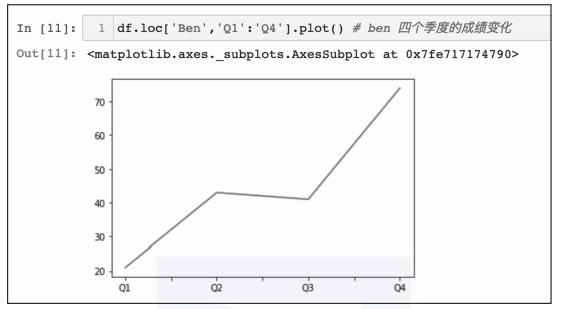 In [11]: 1 df.loc['Ben','Q1':'Q4'].plot() # ben 四个季度的成绩变化
Out[11]: <matplotlib.axes._subplots.AxesSubplot at 0x7fe717174790>
70
60
50
40
30
20
Q1 Q2 Q3 Q4